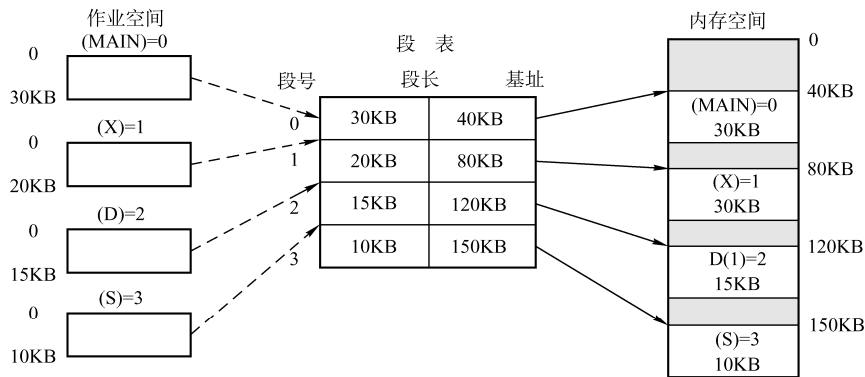 作业空间
(MAIN)=0
0
30KB
(X)=1
0
20KB
(D)=2
0
15KB
(S)=3
0
10KB
段 表
段号 段长 基址
0 30KB 40KB
1 20KB 80KB
2 15KB 120KB
3 10KB 150KB
内存空间
0
40KB
(MAIN)=0
30KB
80KB
(X)=1
30KB
120KB
D(1)=2
15KB
150KB
(S)=3
10KB